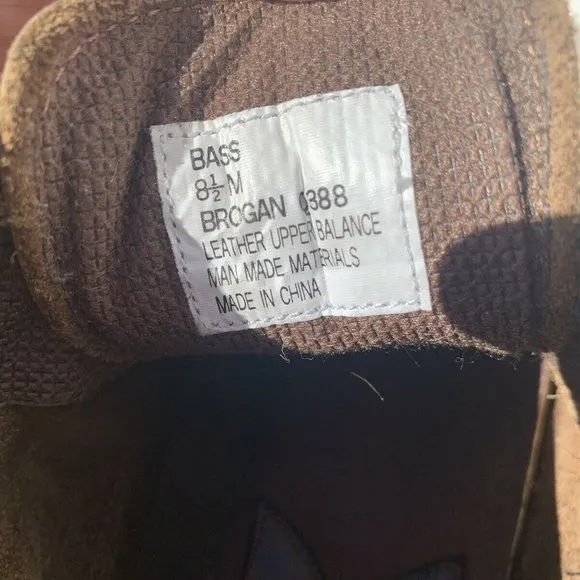 BASS
8½ M
BROGAN 0388
LEATHER UPPER BALANCE
MAN MADE MATERIALS
MADE IN CHINA